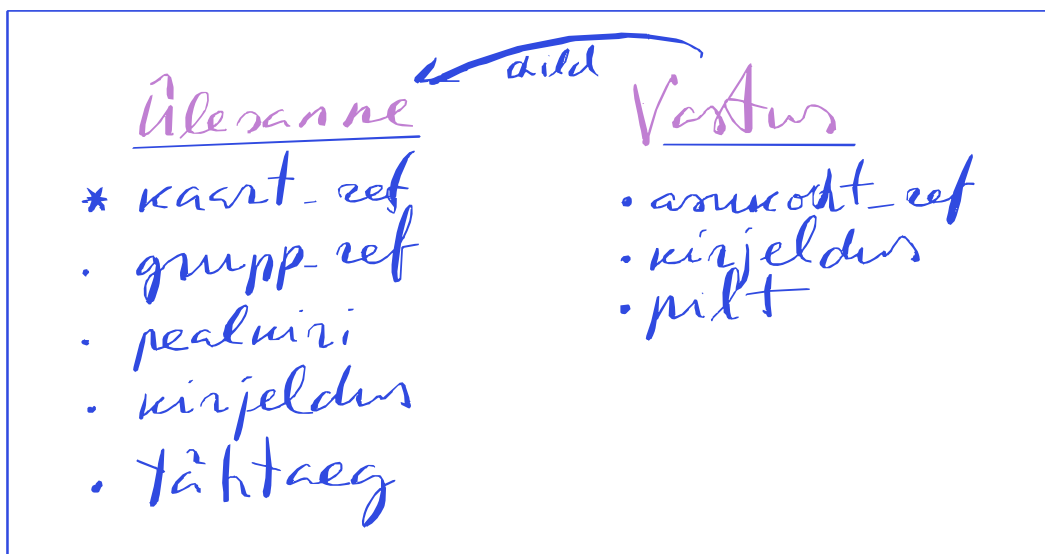 child
Ülesanne
* kaart_ref
• grupp_ref
• pealkiri
• kirjeldus
• tähtaeg
Vastus
• asukoht_ref
• kirjeldus
• pilt